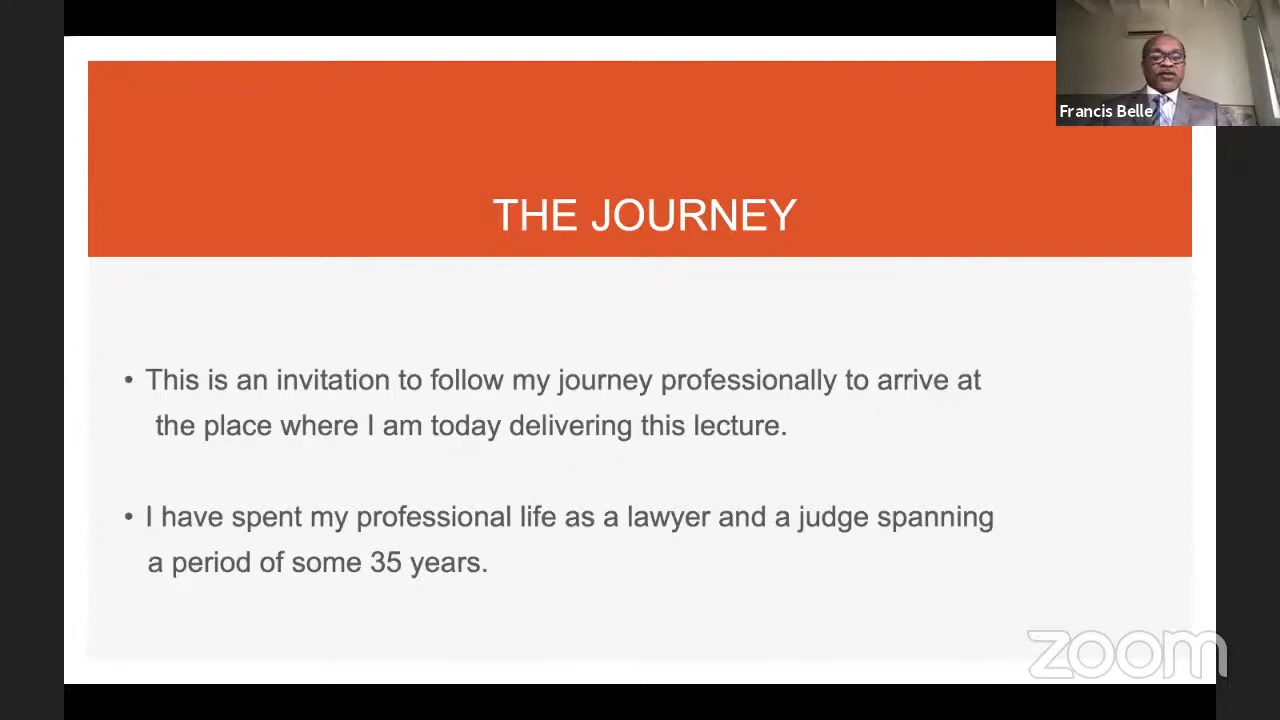 Francis Belle
THE JOURNEY
• This is an invitation to follow my journey professionally to arrive at
the place where I am today delivering this lecture.
• I have spent my professional life as a lawyer and a judge spanning
a period of some 35 years.
zoom